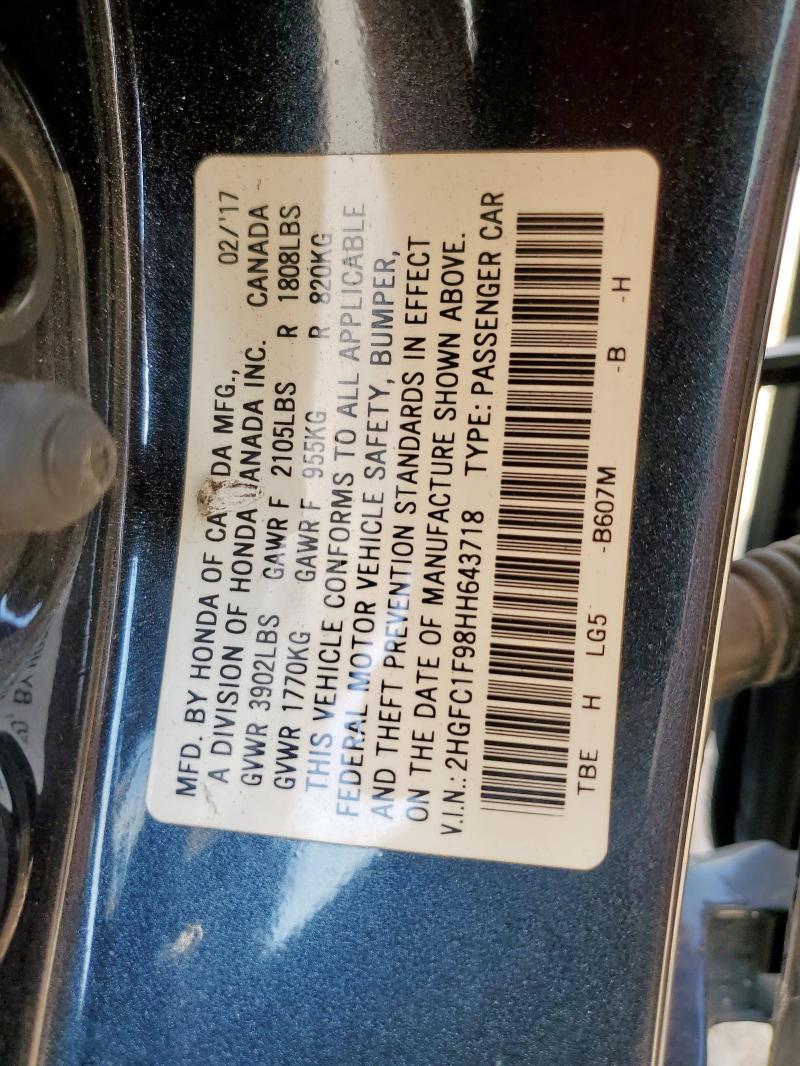 MFD. BY HONDA OF CA DA MFG., 02/'17
A DIVISION OF HONDA ANADA INC. CANADA
GVWR 3902LBS GAWR F 2105LBS R 1808LBS
GVWR 1770KG GAWR F 955KG R 820KG
THIS VEHICLE CONFORMS TO ALL APPLICABLE
FEDERAL MOTOR VEHICLE SAFETY, BUMPER,
AND THEFT PREVENTION STANDARDS IN EFFECT
ON THE DATE OF MANUFACTURE SHOWN ABOVE.
V.I.N.: 2HGFC1F98HH643718 TYPE: PASSENGER CAR
TBE H LG5 -B607M -B -H